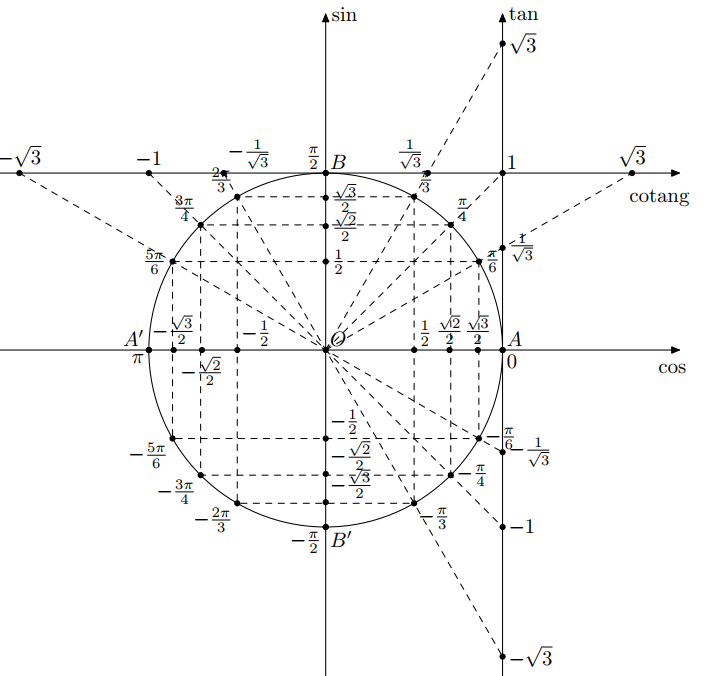 sin
tan
√3
-√3 -1 -1/√3 π/2 B 1/√3 1 √3
cotang
2π/3 π/3
3π/4 √3/2 π/4
√2/2
5π/6 1/2 π/6 1/√3
A′ -√3/2 -1/2 O 1/2 √2/2 √3/2 A
π -√2/2 0 cos
-1/2 -π/6
-5π/6 -√2/2 -π/4 -1/√3
-3π/4 -√3/2
-2π/3 -π/3
-π/2 B′ -1
-√3